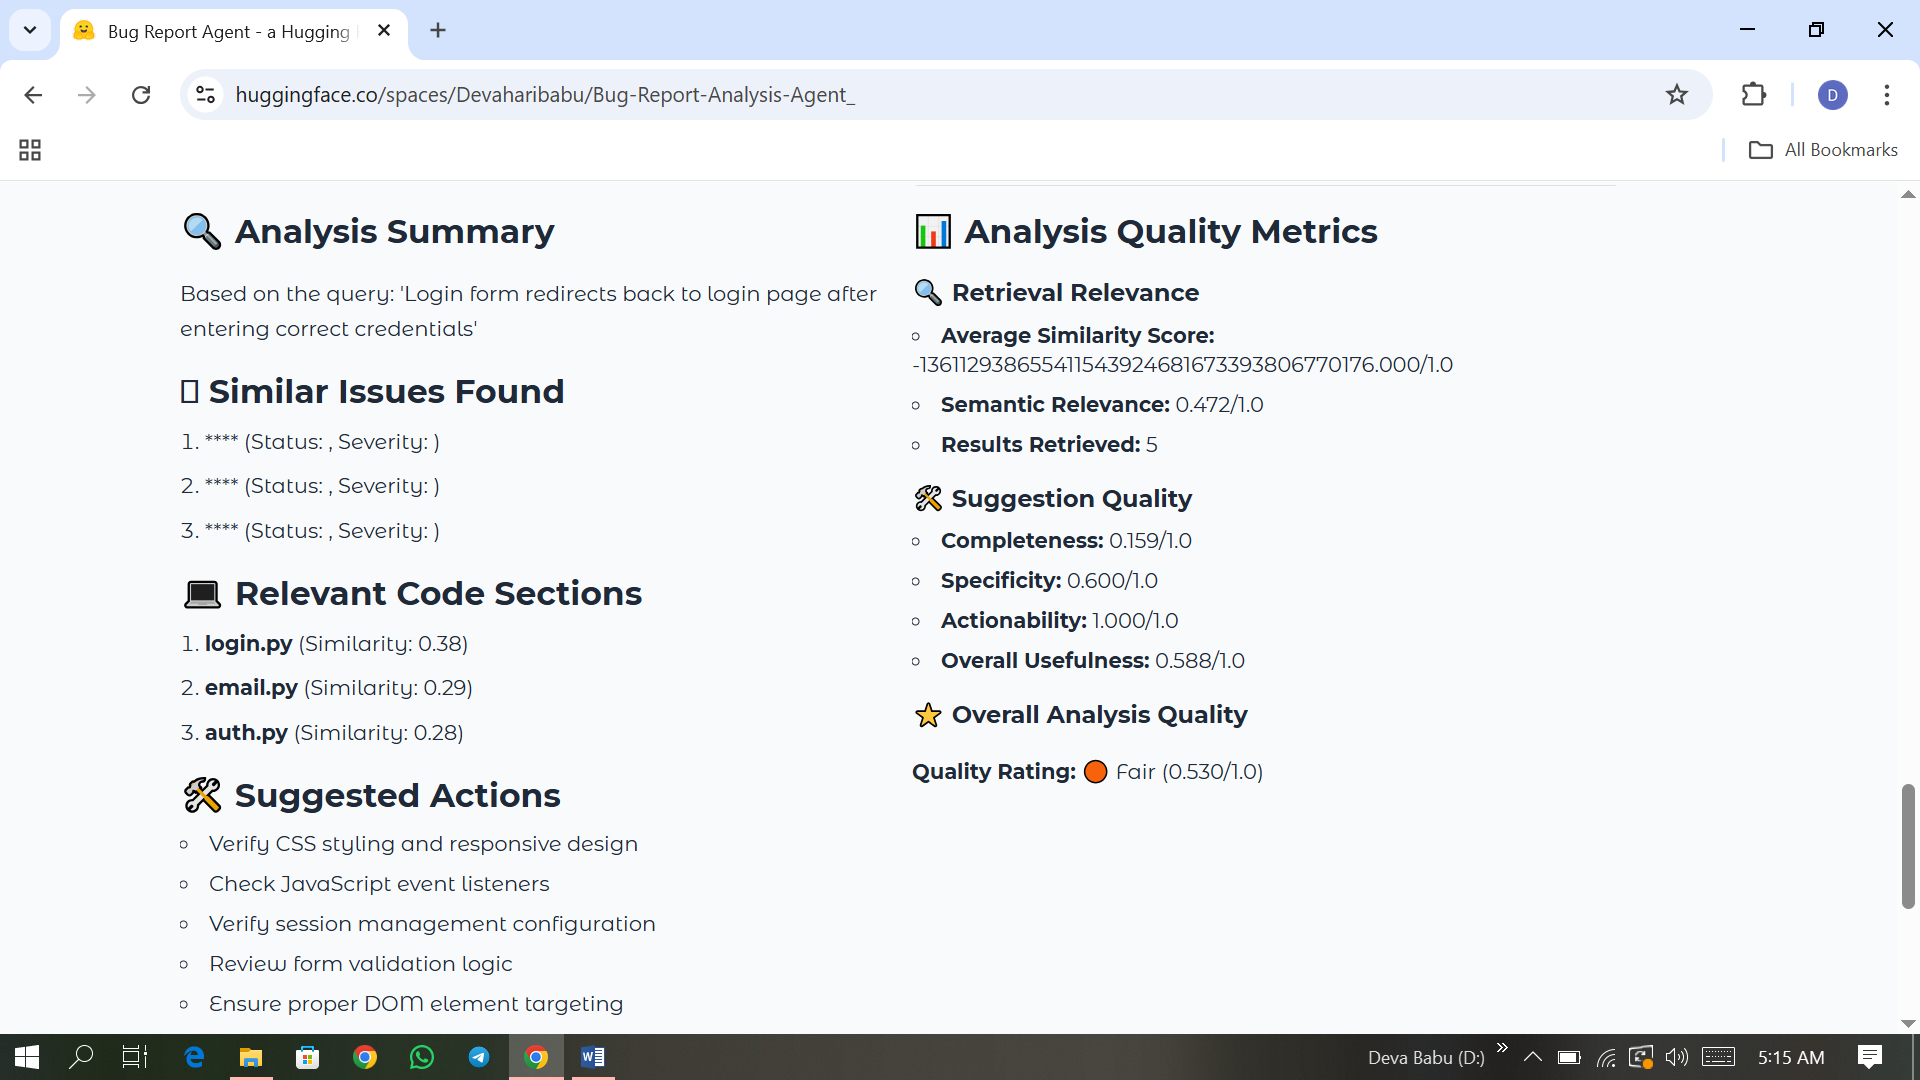 Bug Report Agent - a Hugging
huggingface.co/spaces/Devaharibabu/Bug-Report-Analysis-Agent_
D
All Bookmarks
🔍 Analysis Summary
Based on the query: 'Login form redirects back to login page after
entering correct credentials'
Similar Issues Found
1. **** (Status: , Severity: )
2. **** (Status: , Severity: )
3. **** (Status: , Severity: )
💻 Relevant Code Sections
1. login.py (Similarity: 0.38)
2. email.py (Similarity: 0.29)
3. auth.py (Similarity: 0.28)
🛠 Suggested Actions
Verify CSS styling and responsive design
Check JavaScript event listeners
Verify session management configuration
Review form validation logic
Ensure proper DOM element targeting
📊 Analysis Quality Metrics
🔍 Retrieval Relevance
Average Similarity Score:
-136112938655411543924681673393806770176.000/1.0
Semantic Relevance: 0.472/1.0
Results Retrieved: 5
🛠 Suggestion Quality
Completeness: 0.159/1.0
Specificity: 0.600/1.0
Actionability: 1.000/1.0
Overall Usefulness: 0.588/1.0
⭐ Overall Analysis Quality
Quality Rating: 🟠 Fair (0.530/1.0)
Deva Babu (D:)
5:15 AM